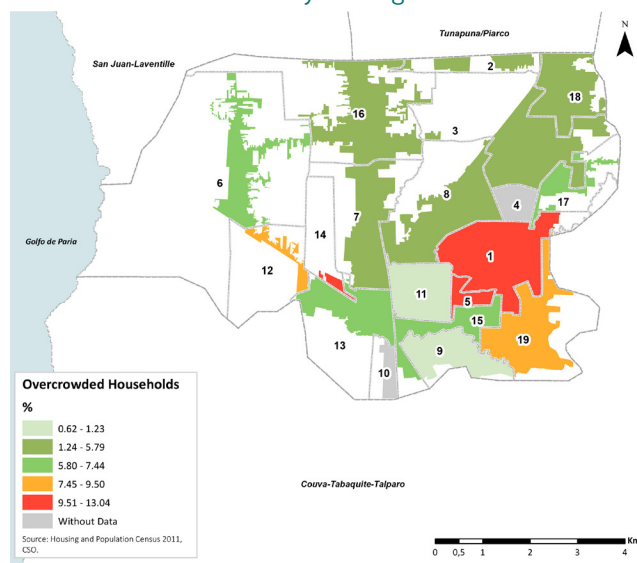 Tunapuna/Piarco
N
San Juan-Laventille
2
18
16
3
6
8
17
4
7
14
1
Golfo de Paria
12
11
5
15
19
13
9
10
Overcrowded Households
%
0.62 - 1.23
1.24 - 5.79
5.80 - 7.44
7.45 - 9.50
9.51 - 13.04
Without Data
Source: Housing and Population Census 2011,
CSO.
Couva-Tabaquite-Talparo
Km
0 0,5 1 2 3 4